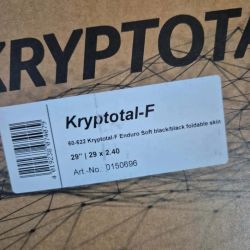 KRYPTOTAL
Kryptotal-F
60-622 Kryptotal-F Enduro Soft black/black foldable skin
29" | 29 x 2.40
Art.-No.: 0150696